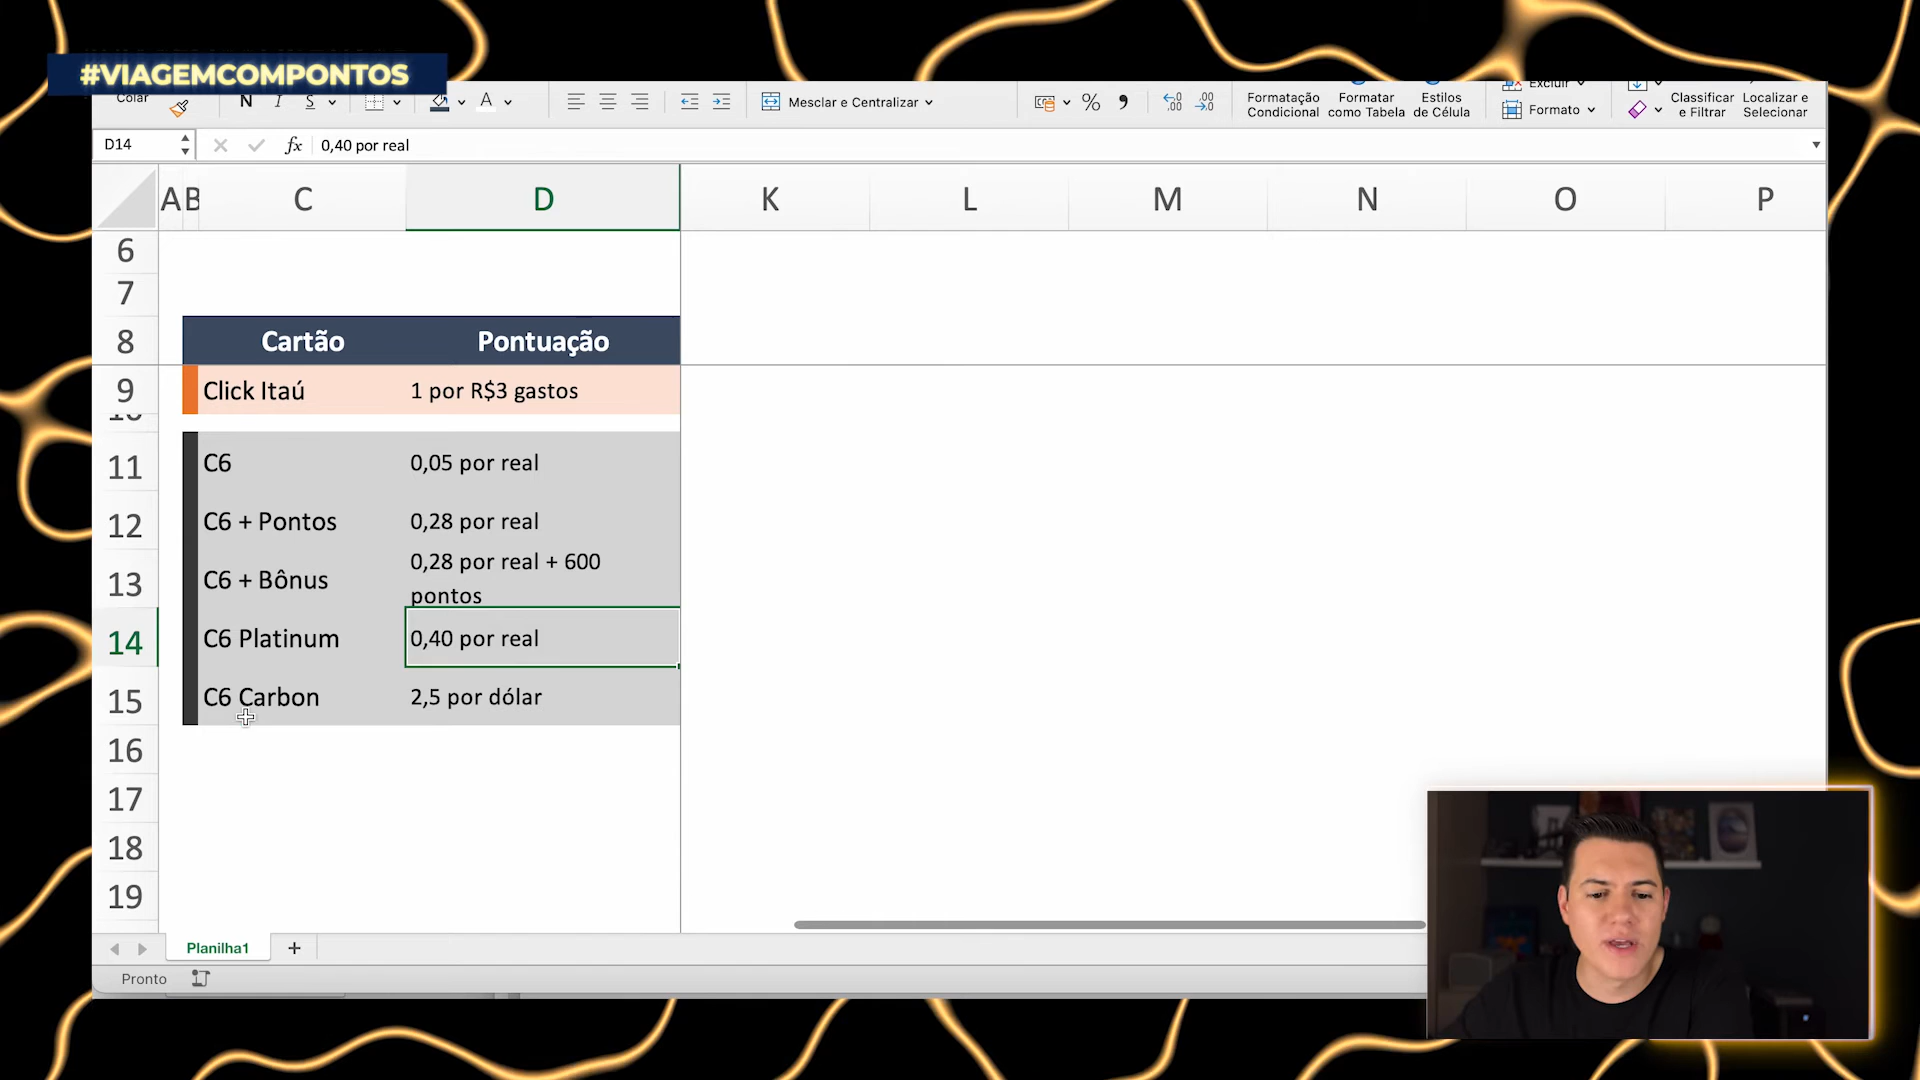 #VIAGEMCOMPONTOS
Colar
N I S
A
Mesclar e Centralizar
%
Formatação
Condicional
Formatar
como Tabela
Estilos
de Célula
Excluir
Formato
Classificar
e Filtrar
Localizar e
Selecionar
D14
fx
0,40 por real
A B C D K L M N O P
6
7
8 Cartão Pontuação
9 Click Itaú 1 por R$3 gastos
10
11 C6 0,05 por real
12 C6 + Pontos 0,28 por real
13 C6 + Bônus 0,28 por real + 600
pontos
14 C6 Platinum 0,40 por real
15 C6 Carbon 2,5 por dólar
16
17
18
19
Planilha1
+
Pronto